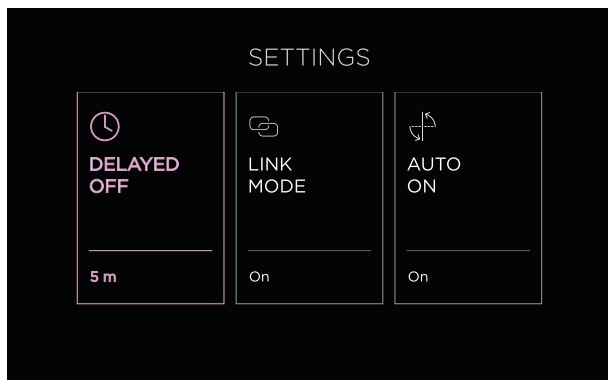 SETTINGS
DELAYED
OFF
5 m
LINK
MODE
On
AUTO
ON
On